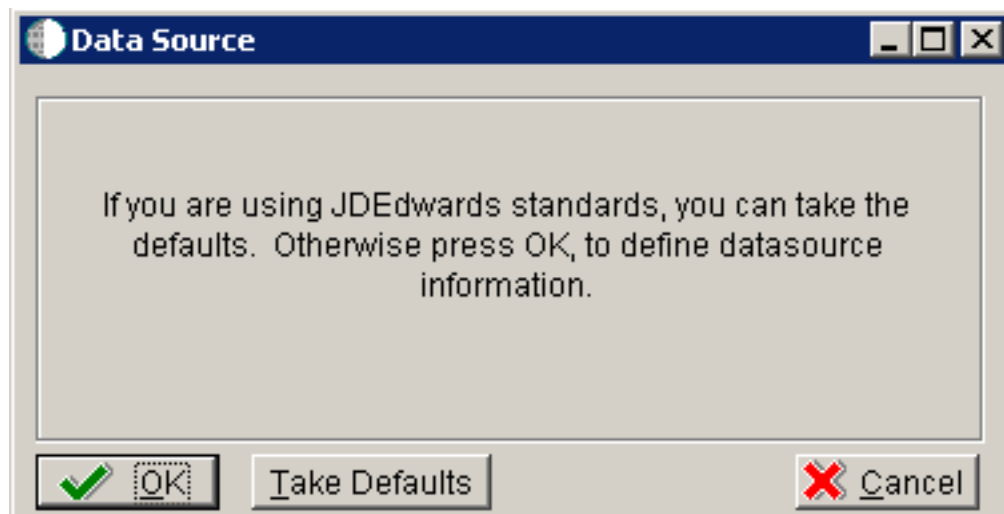 Data Source
If you are using JDEdwards standards, you can take the
defaults.  Otherwise press OK, to define datasource
information.
OK
Take Defaults
Cancel